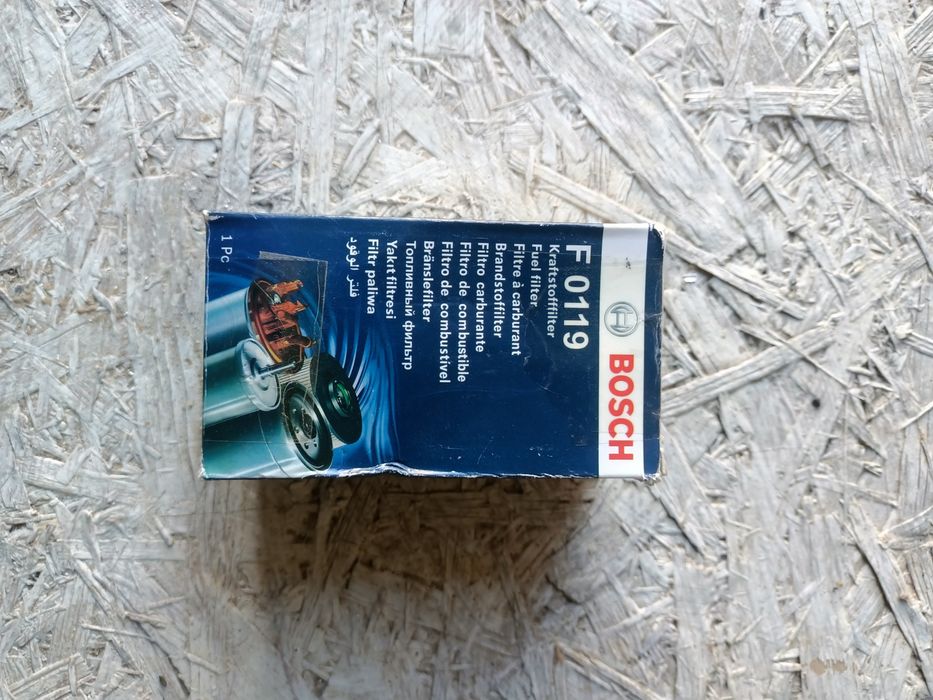 BOSCH
F 0119
Kraftstofffilter
Fuel filter
Filtre à carburant
Brandstoffilter
Filtro carburante
Filtro de combustible
Filtro de combustível
Bränslefilter
Топливный фильтр
Yakıt filtresi
Filtr paliwa
فلتر الوقود
1 Pc